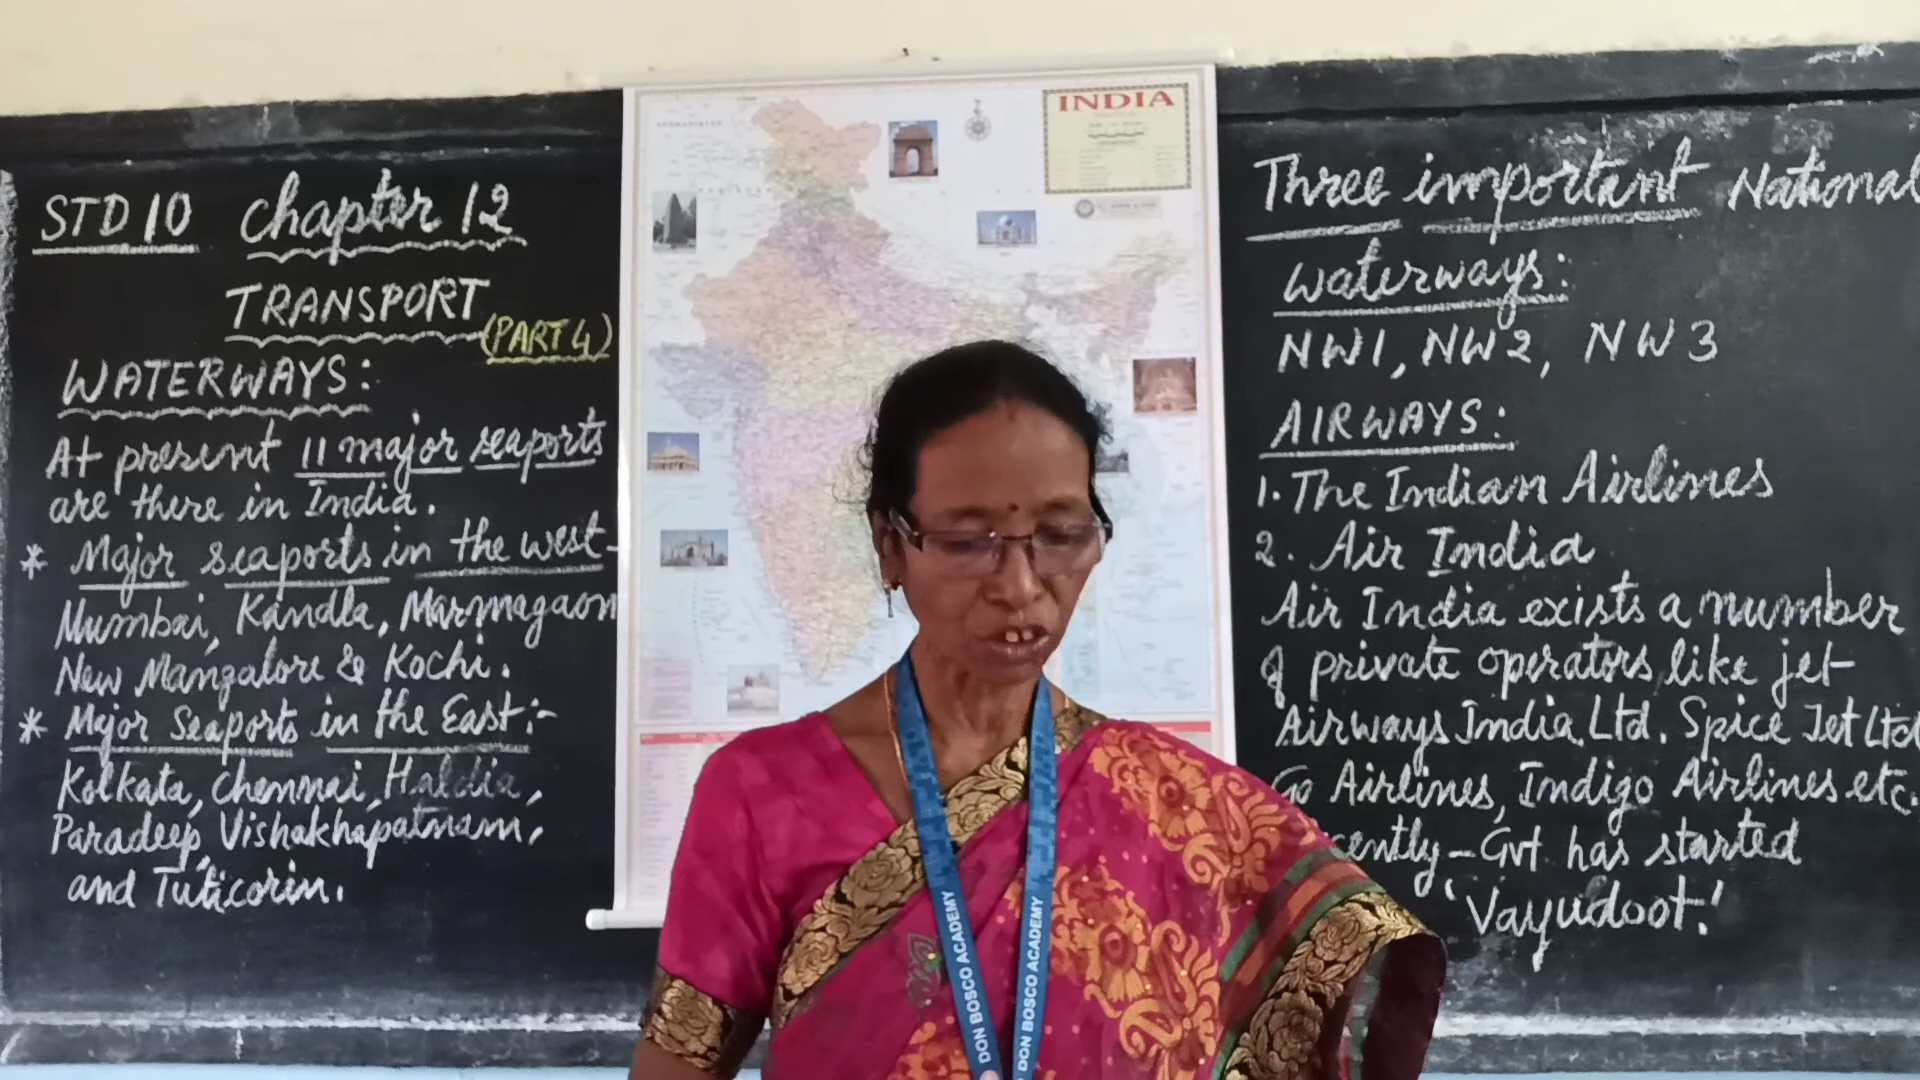 STD 10 Chapter 12
TRANSPORT
(PART 4)
WATERWAYS:
At present 11 major seaports
are there in India.
* Major seaports in the west-
Mumbai, Kandla, Marmagaon
New Mangalore & Kochi.
* Major Seaports in the East:-
Kolkata, Chennai, Haldia,
Paradeep, Vishakhapatnam,
and Tuticorin.
INDIA
Three important National
Waterways:
NW1, NW2, NW3
AIRWAYS:
1. The Indian Airlines
2. Air India
Air India exists a number
of private operators, like jet
Airways India Ltd. Spice Jet Ltd
Go Airlines, Indigo Airlines etc.
cently - Gvt has started
'Vayudoot.'
DON BOSCO ACADEMY
DON BOSCO ACADEMY